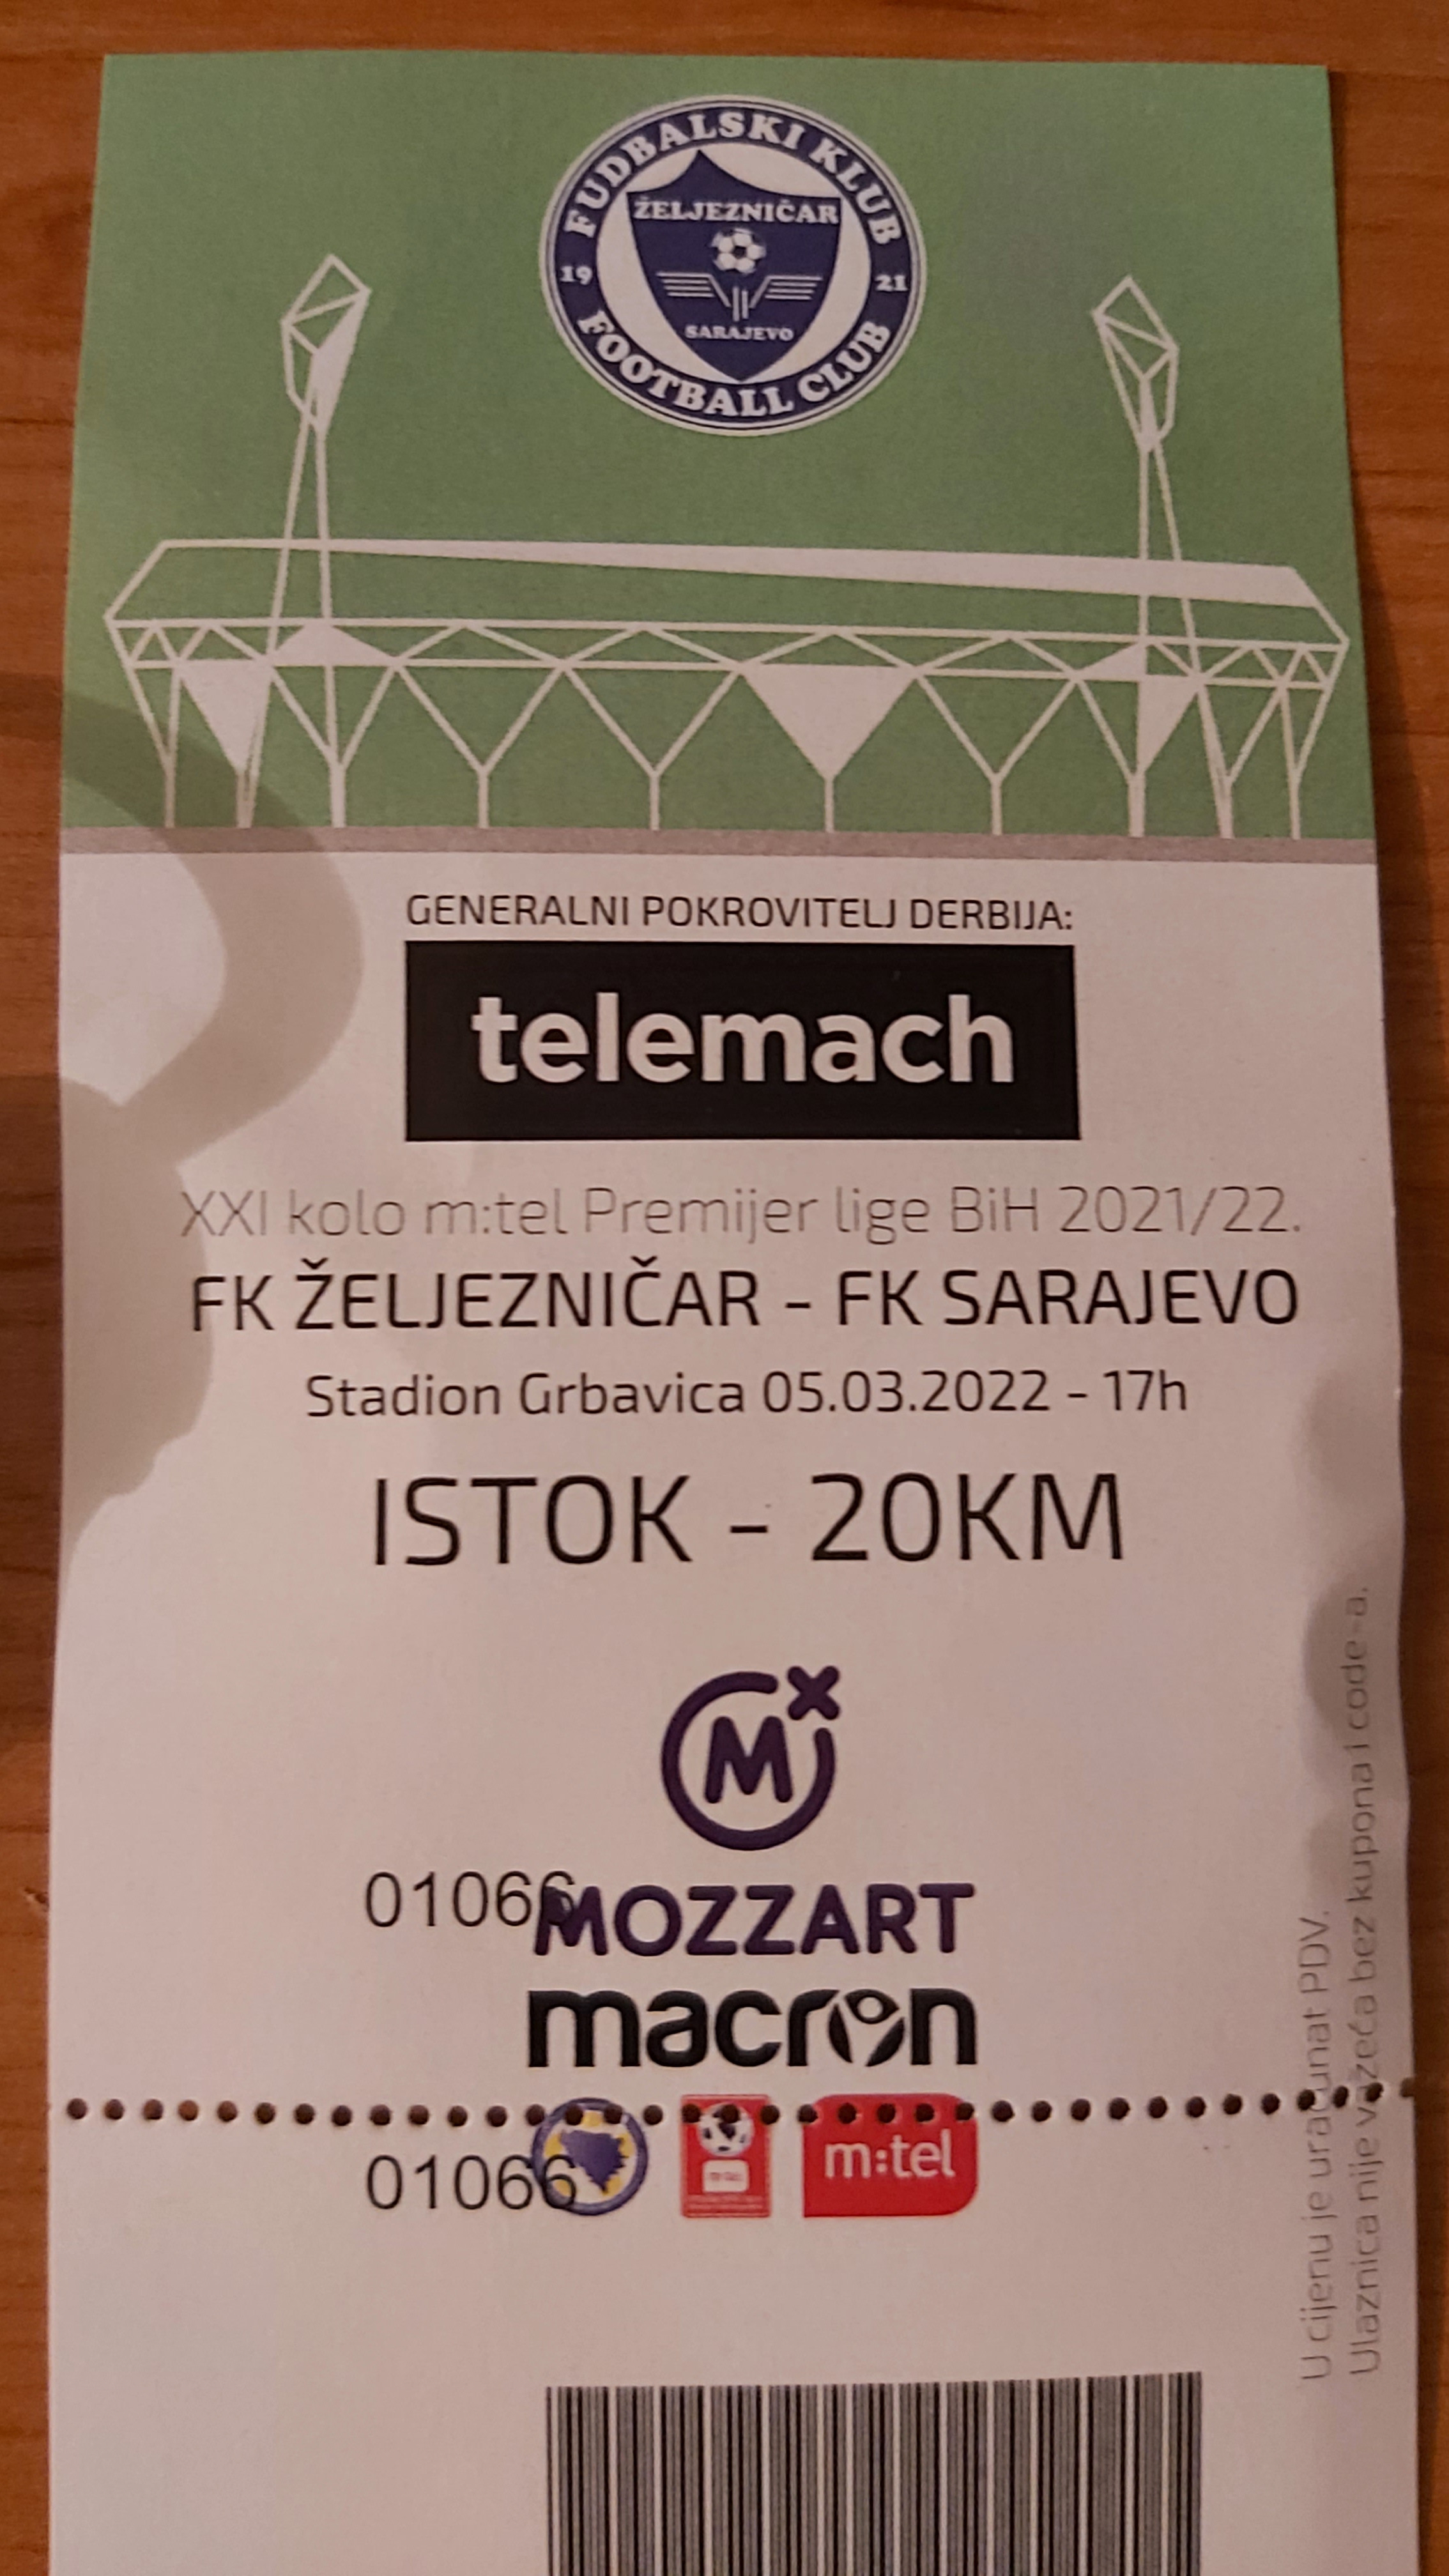 FUDBALSKI KLUB
ŽELJEZNIČAR
19 21
SARAJEVO
FOOTBALL CLUB
GENERALNI POKROVITELJ DERBIJA:
telemach
XXI kolo m:tel Premijer lige BiH 2021/22.
FK ŽELJEZNIČAR - FK SARAJEVO
Stadion Grbavica 05.03.2022 - 17h
ISTOK - 20KM
M
01066
MOZZART
macron
01066
m:tel
U cijenu je uračunat PDV.
Ulaznica nije važeća bez kupona i code-a.